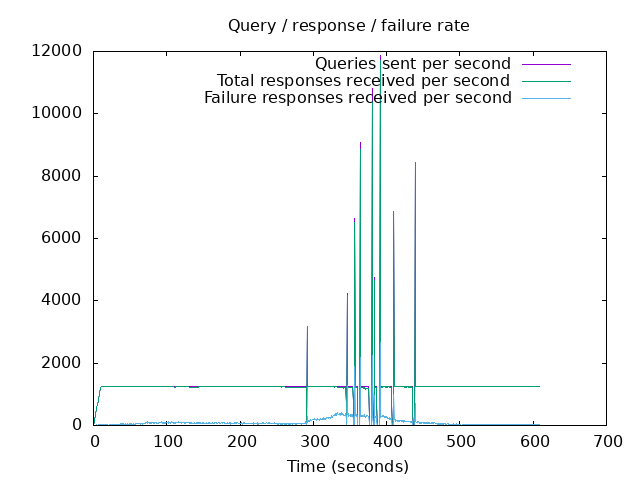 Query / response / failure rate
12000
10000
8000
6000
4000
2000
0
Queries sent per second
Total responses received per second
Failure responses received per second
0 100 200 300 400 500 600 700
Time (seconds)